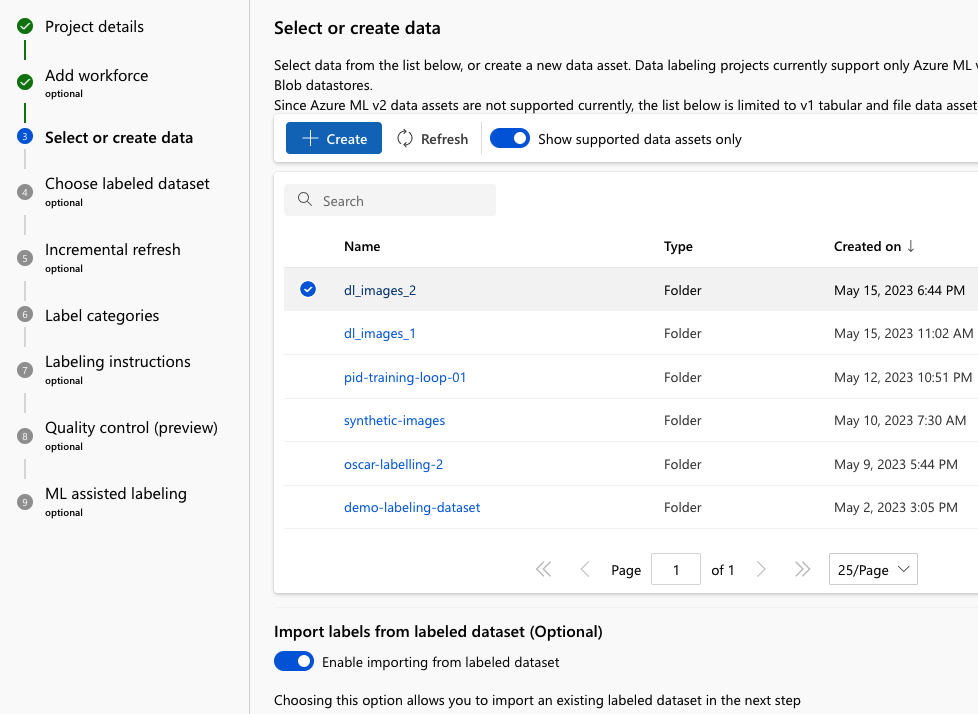 Project details
Add workforce
optional
3
Select or create data
4
Choose labeled dataset
optional
5
Incremental refresh
optional
6
Label categories
7
Labeling instructions
optional
8
Quality control (preview)
optional
9
ML assisted labeling
optional
Select or create data
Select data from the list below, or create a new data asset. Data labeling projects currently support only Azure ML
Blob datastores.
Since Azure ML v2 data assets are not supported currently, the list below is limited to v1 tabular and file data asset
Create Refresh Show supported data assets only
Search
Name Type Created on ↓
dl_images_2 Folder May 15, 2023 6:44 PM
dl_images_1 Folder May 15, 2023 11:02 AM
pid-training-loop-01 Folder May 12, 2023 10:51 PM
synthetic-images Folder May 10, 2023 7:30 AM
oscar-labelling-2 Folder May 9, 2023 5:44 PM
demo-labeling-dataset Folder May 2, 2023 3:05 PM
Page 1 of 1 25/Page
Import labels from labeled dataset (Optional)
Enable importing from labeled dataset
Choosing this option allows you to import an existing labeled dataset in the next step